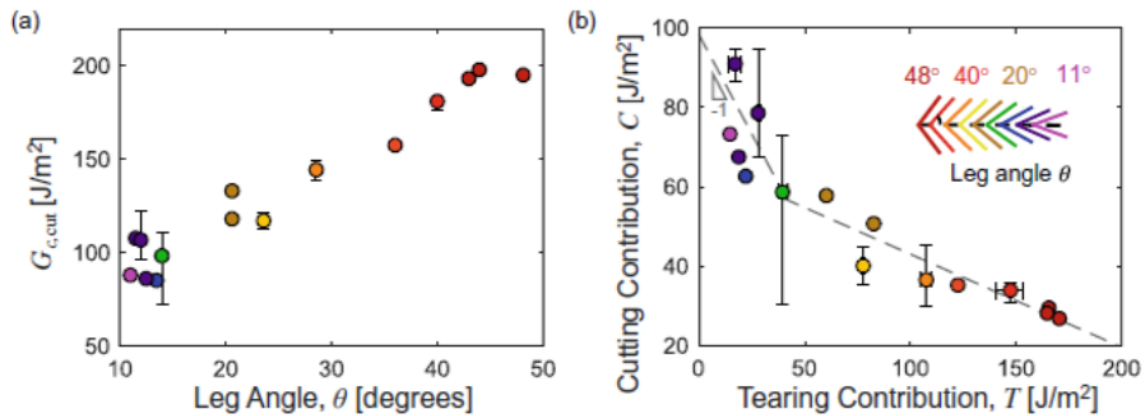 (a)
200
150
100
50
G_{c,cut} [J/m²]
10 20 30 40 50
Leg Angle, θ [degrees]
(b)
100
80
60
40
20
Cutting Contribution, C [J/m²]
-1
48° 40° 20° 11°
Leg angle θ
0 50 100 150 200
Tearing Contribution, T [J/m²]